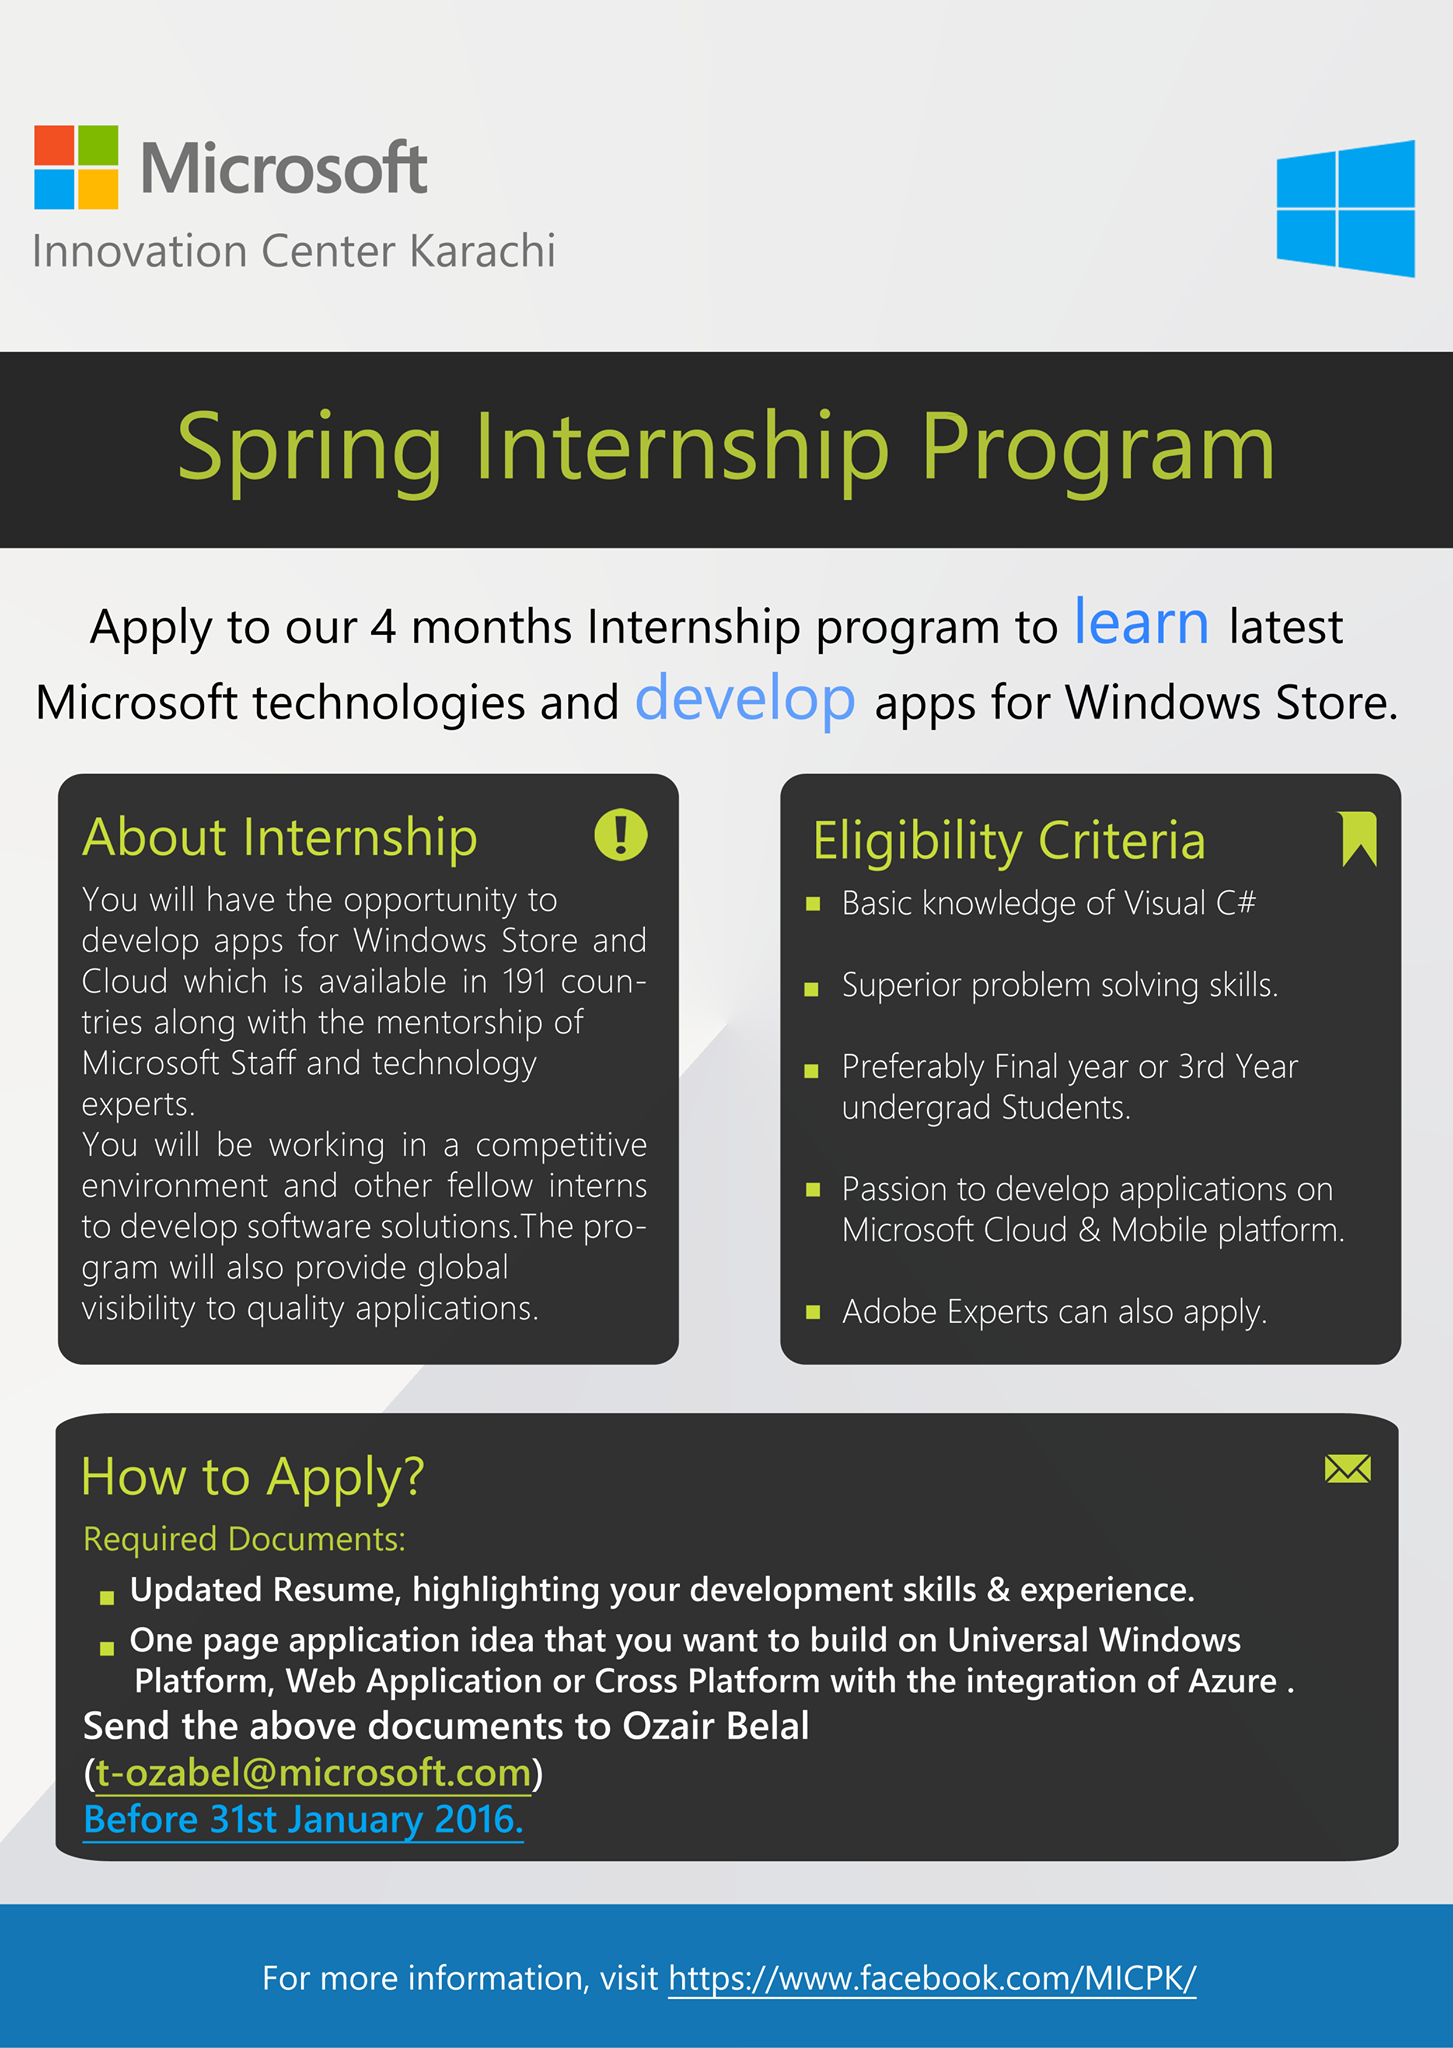 Microsoft
Innovation Center Karachi
Spring Internship Program
Apply to our 4 months Internship program to learn latest
Microsoft technologies and develop apps for Windows Store.
About Internship
You will have the opportunity to
develop apps for Windows Store and
Cloud which is available in 191 coun-
tries along with the mentorship of
Microsoft Staff and technology
experts.
You will be working in a competitive
environment and other fellow interns
to develop software solutions.The pro-
gram will also provide global
visibility to quality applications.
Eligibility Criteria
Basic knowledge of Visual C#
Superior problem solving skills.
Preferably Final year or 3rd Year
undergrad Students.
Passion to develop applications on
Microsoft Cloud & Mobile platform.
Adobe Experts can also apply.
How to Apply?
Required Documents:
Updated Resume, highlighting your development skills & experience.
One page application idea that you want to build on Universal Windows
Platform, Web Application or Cross Platform with the integration of Azure .
Send the above documents to Ozair Belal
(t-ozabel@microsoft.com)
Before 31st January 2016.
For more information, visit https://www.facebook.com/MICPK/